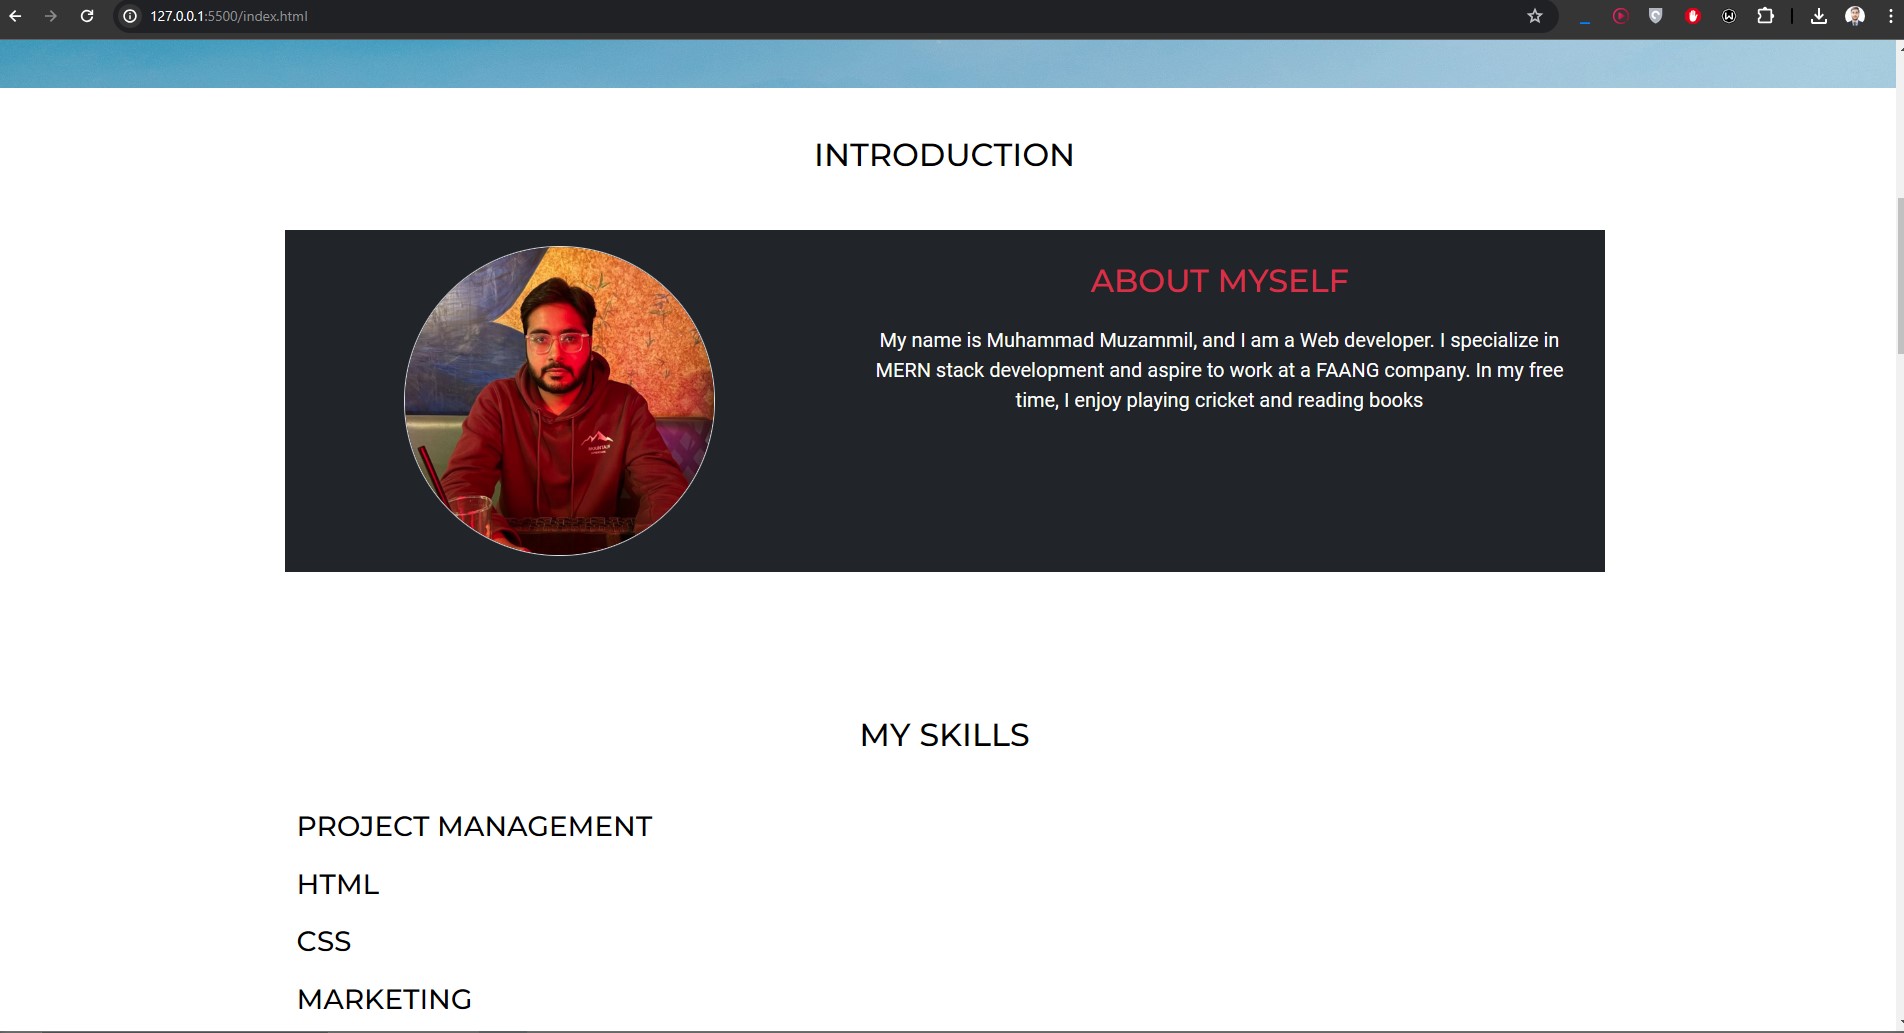 127.0.0.1:5500/index.html
INTRODUCTION
ABOUT MYSELF
My name is Muhammad Muzammil, and I am a Web developer. I specialize in
MERN stack development and aspire to work at a FAANG company. In my free
time, I enjoy playing cricket and reading books
MOUNTAIN
MY SKILLS
PROJECT MANAGEMENT
HTML
CSS
MARKETING